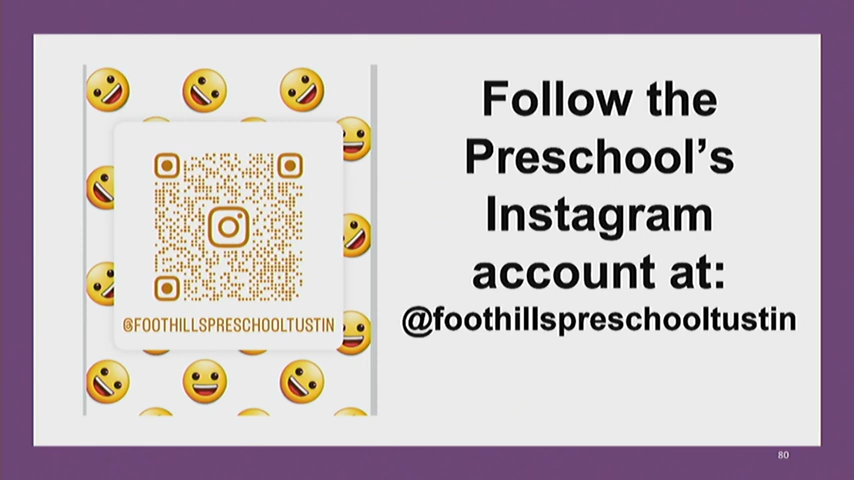 @FOOTHILLSPRESCHOOLTUSTIN
Follow the
Preschool's
Instagram
account at:
@foothillspreschooltustin
80